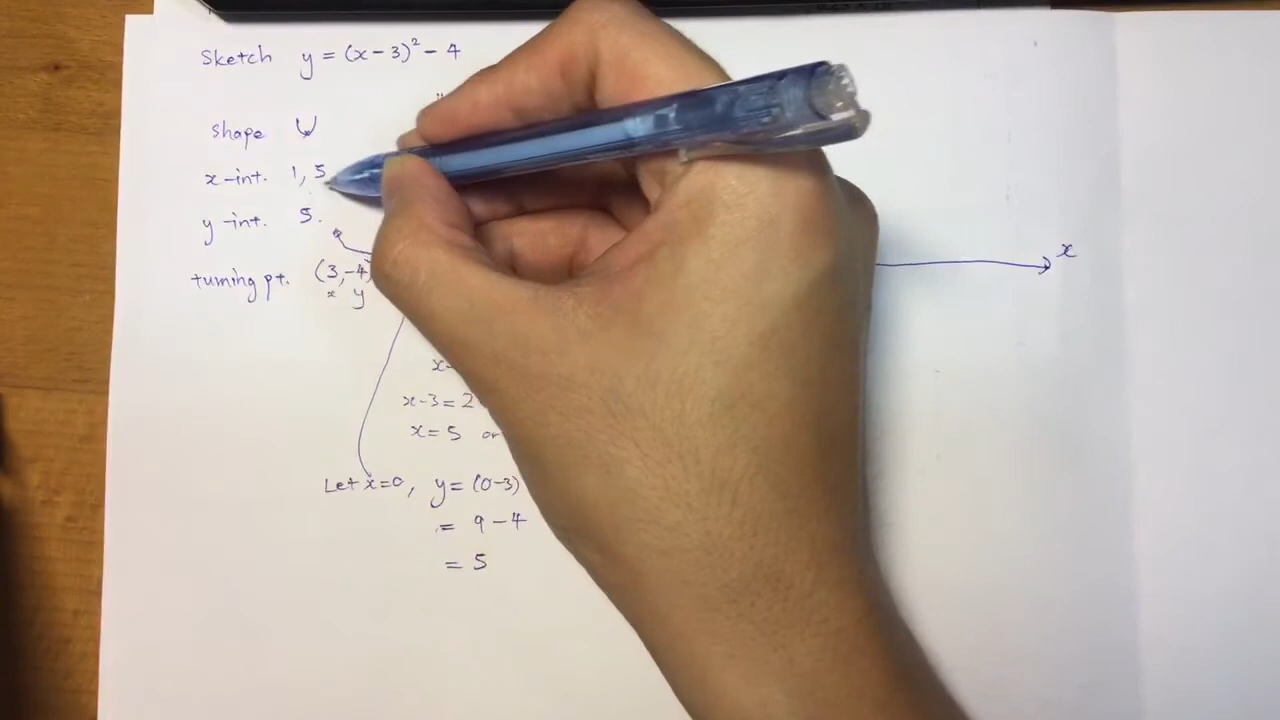 Sketch y = (x-3)² - 4
Shape
x-int. 1, 5
y-int. 5.
turning pt. (3,-4)
x y
x
x-3=2
x=5 or
Let x=0, y= (0-3)
= 9-4
= 5